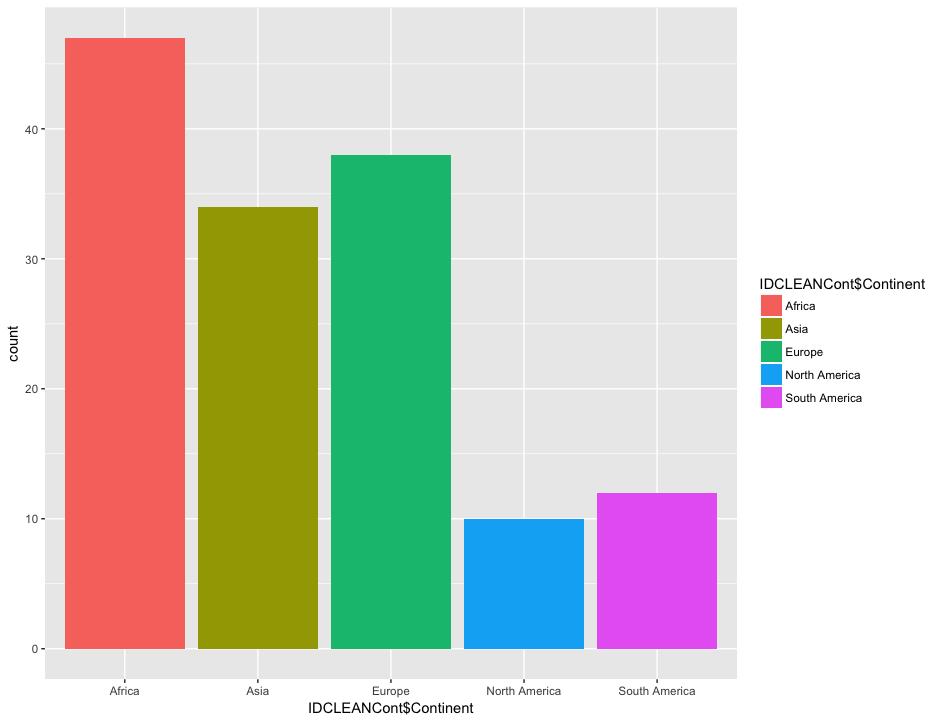 count
40
30
20
10
0
Africa
Asia
Europe
North America
South America
IDCLEANCont$Continent
IDCLEANCont$Continent
Africa
Asia
Europe
North America
South America